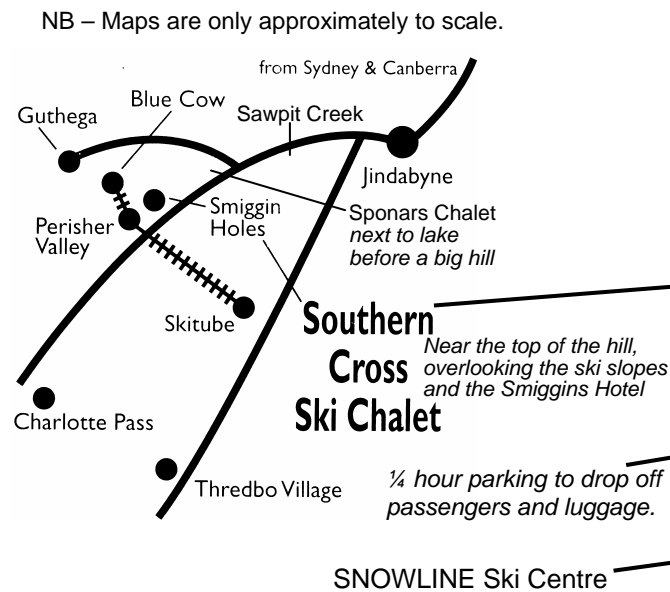 NB – Maps are only approximately to scale.
from Sydney & Canberra
Blue Cow
Guthega
Sawpit Creek
Jindabyne
Smiggin
Holes
Sponars Chalet
next to lake
before a big hill
Perisher
Valley
Skitube
Southern
Cross
Ski Chalet
Near the top of the hill,
overlooking the ski slopes
and the Smiggins Hotel
Charlotte Pass
Thredbo Village
¼ hour parking to drop off
passengers and luggage.
SNOWLINE Ski Centre